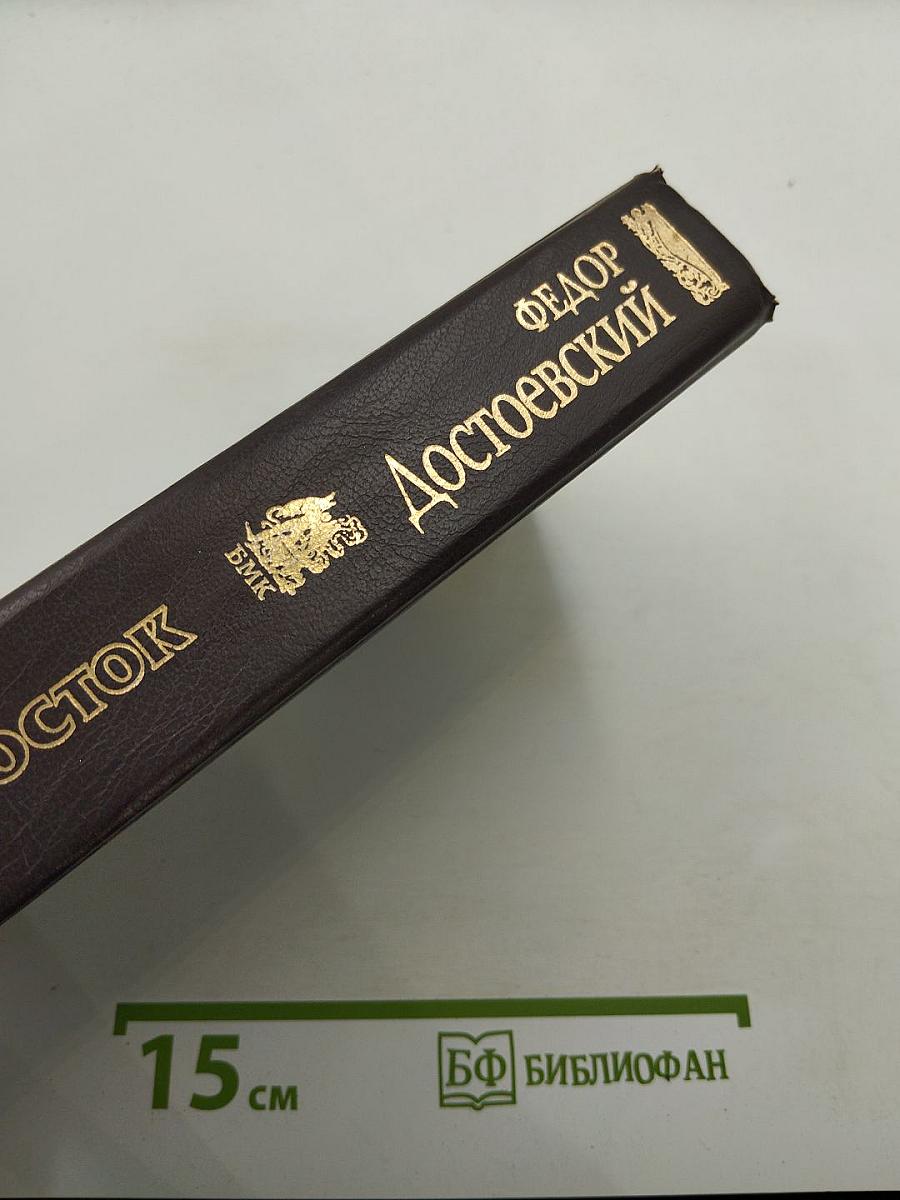 ФЕДОР
Достоевский
БМК
ОСТОК
15 см
БФ БИБЛИОФАН